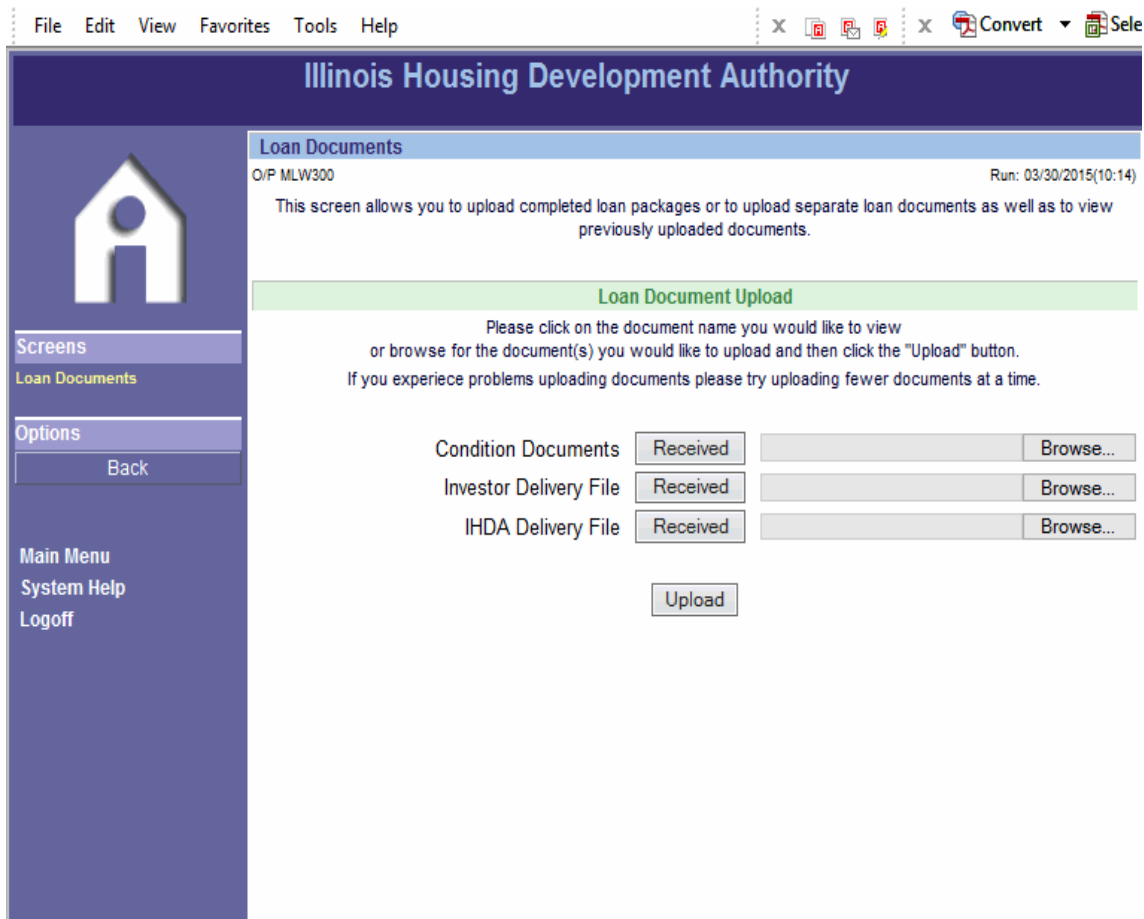 File Edit View Favorites Tools Help
X X Convert Sele
Illinois Housing Development Authority
Loan Documents
O/P MLW300 Run: 03/30/2015(10:14)
This screen allows you to upload completed loan packages or to upload separate loan documents as well as to view
previously uploaded documents.
Loan Document Upload
Please click on the document name you would like to view
or browse for the document(s) you would like to upload and then click the "Upload" button.
If you experiece problems uploading documents please try uploading fewer documents at a time.
Screens
Loan Documents
Options
Back
Condition Documents Received Browse...
Investor Delivery File Received Browse...
IHDA Delivery File Received Browse...
Upload
Main Menu
System Help
Logoff